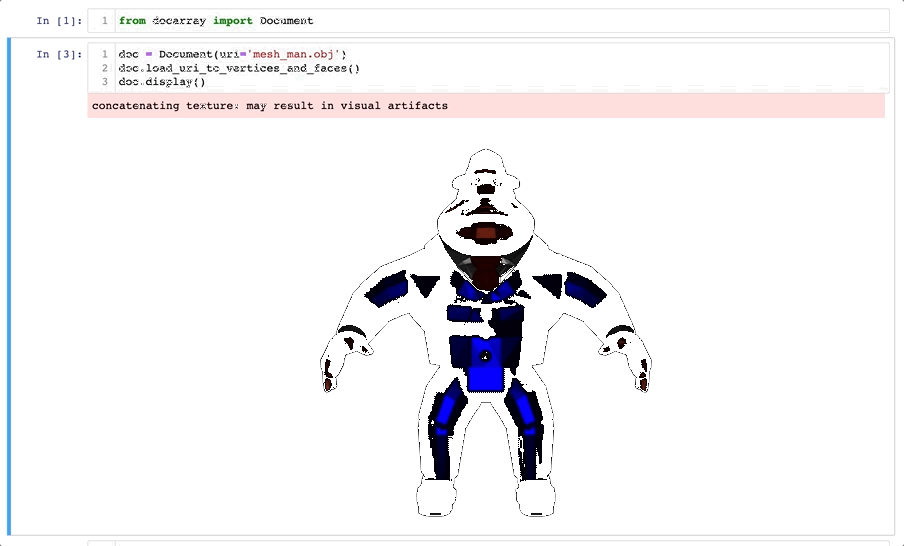 In [1]: 1 from docarray import Document
In [3]: 1 doc = Document(uri='mesh_man.obj')
2 doc.load_uri_to_vertices_and_faces()
3 doc.display()
concatenating texture: may result in visual artifacts